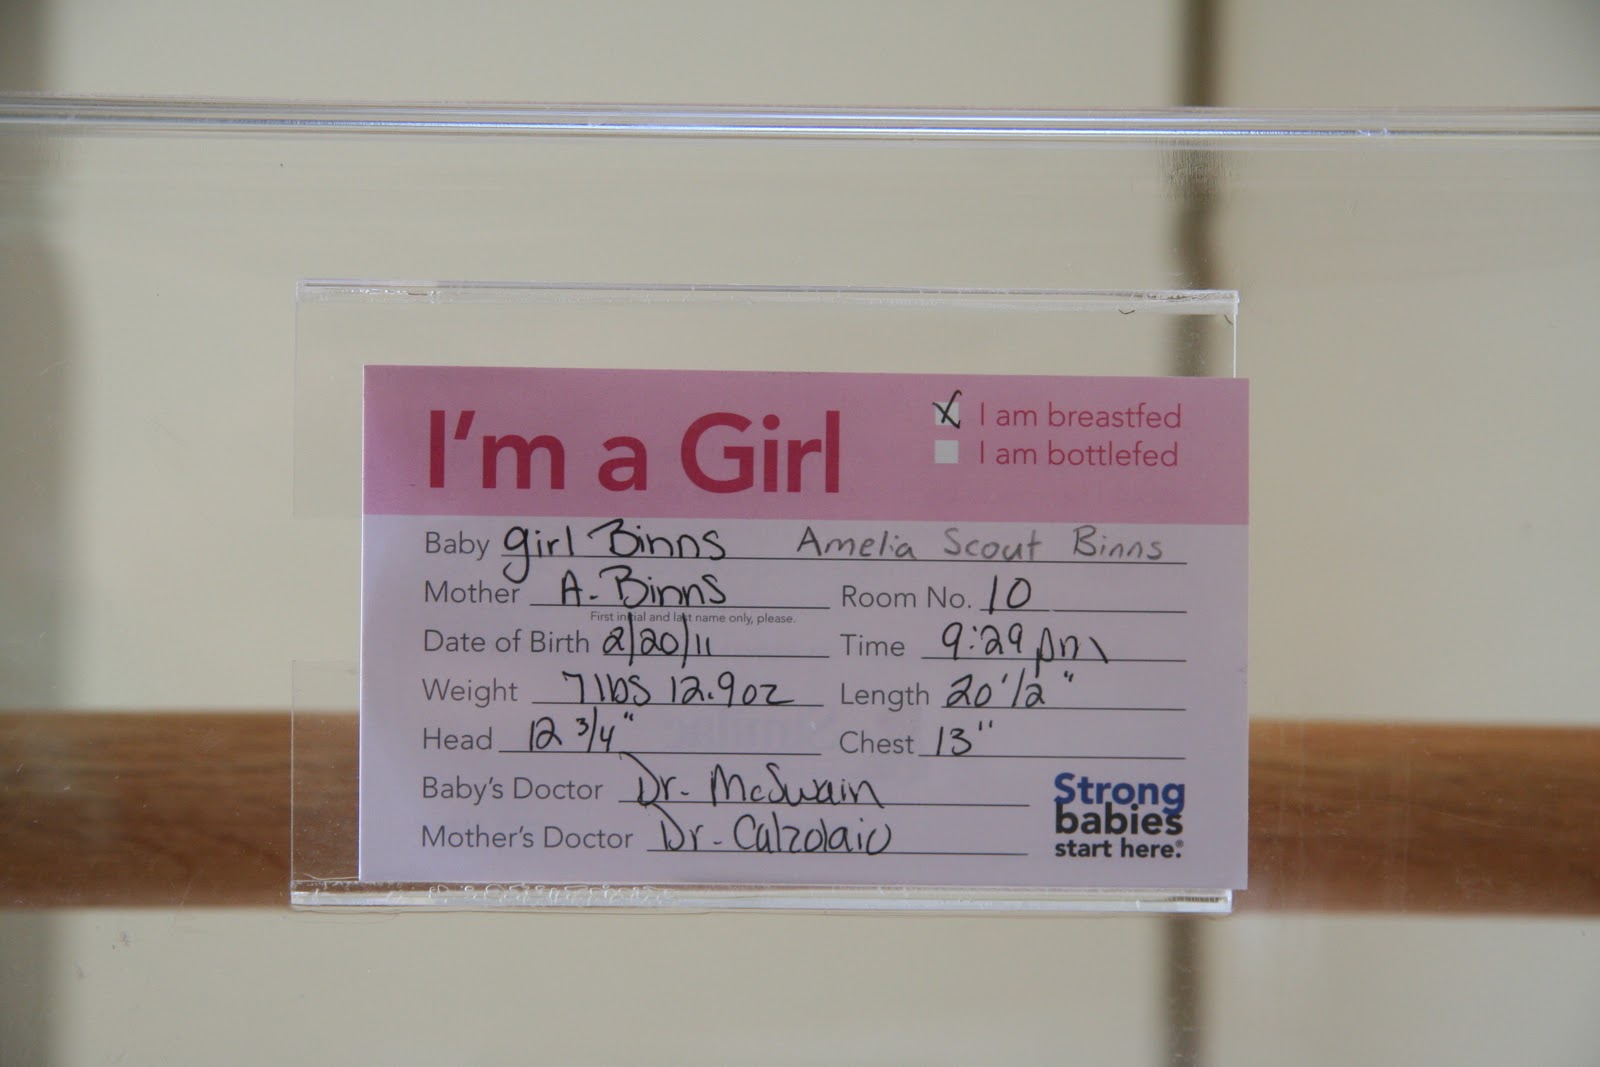 I'm a Girl
X I am breastfed
I am bottlefed
Baby girl Binns Amelia Scout Binns
Mother A. Binns Room No. 10
First initial and last name only, please.
Date of Birth 2/20/11 Time 9:29 pm
Weight 7lbs 12.9oz Length 20 1/2"
Head 12 3/4" Chest 13"
Baby's Doctor Dr. McSwain
Mother's Doctor Dr. Calzolaio
Strong
babies
start here.®